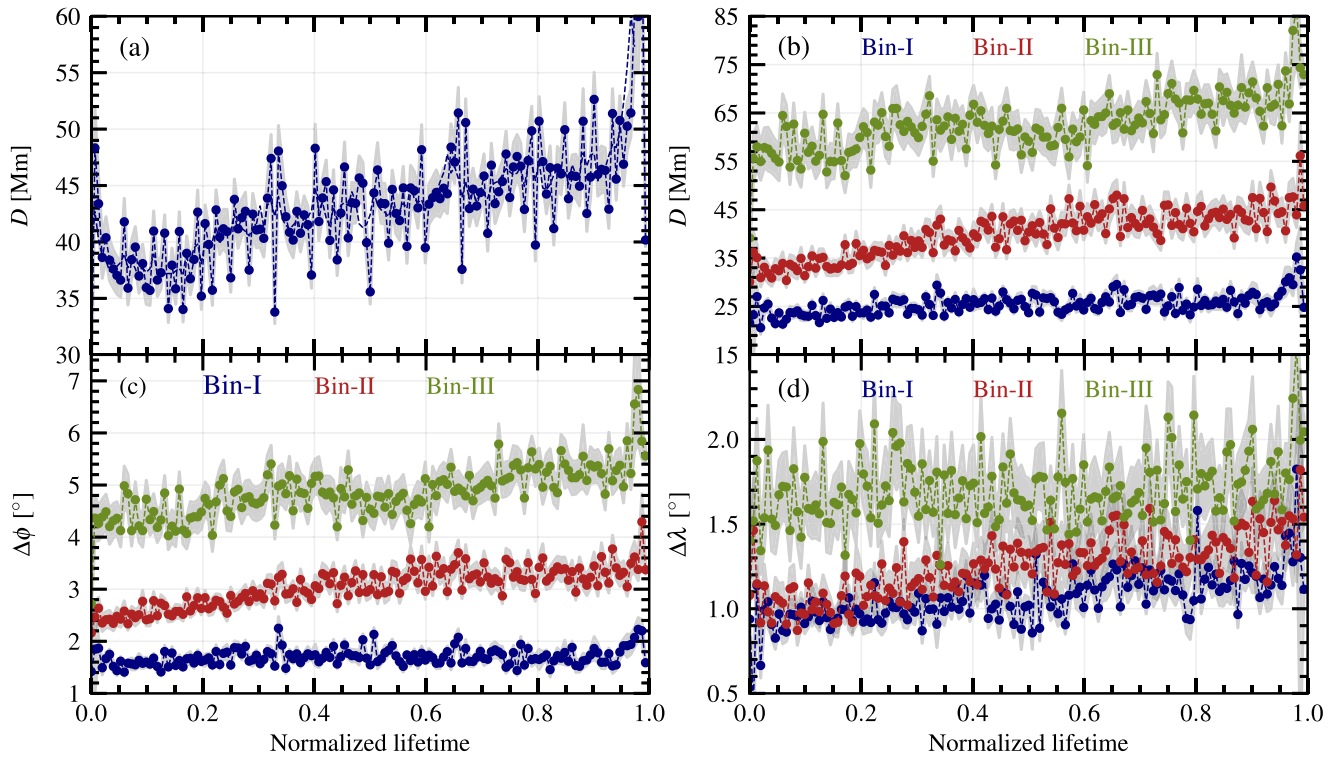 60
55
50
45
40
35
30
D [Mm]
(a)
85
75
65
55
45
35
25
15
D [Mm]
(b)
Bin-I
Bin-II
Bin-III
7
6
5
4
3
2
1
Δϕ [°]
(c)
Bin-I
Bin-II
Bin-III
0.0
0.2
0.4
0.6
0.8
1.0
Normalized lifetime
2.0
1.5
1.0
0.5
Δλ [°]
(d)
Bin-I
Bin-II
Bin-III
0.0
0.2
0.4
0.6
0.8
1.0
Normalized lifetime